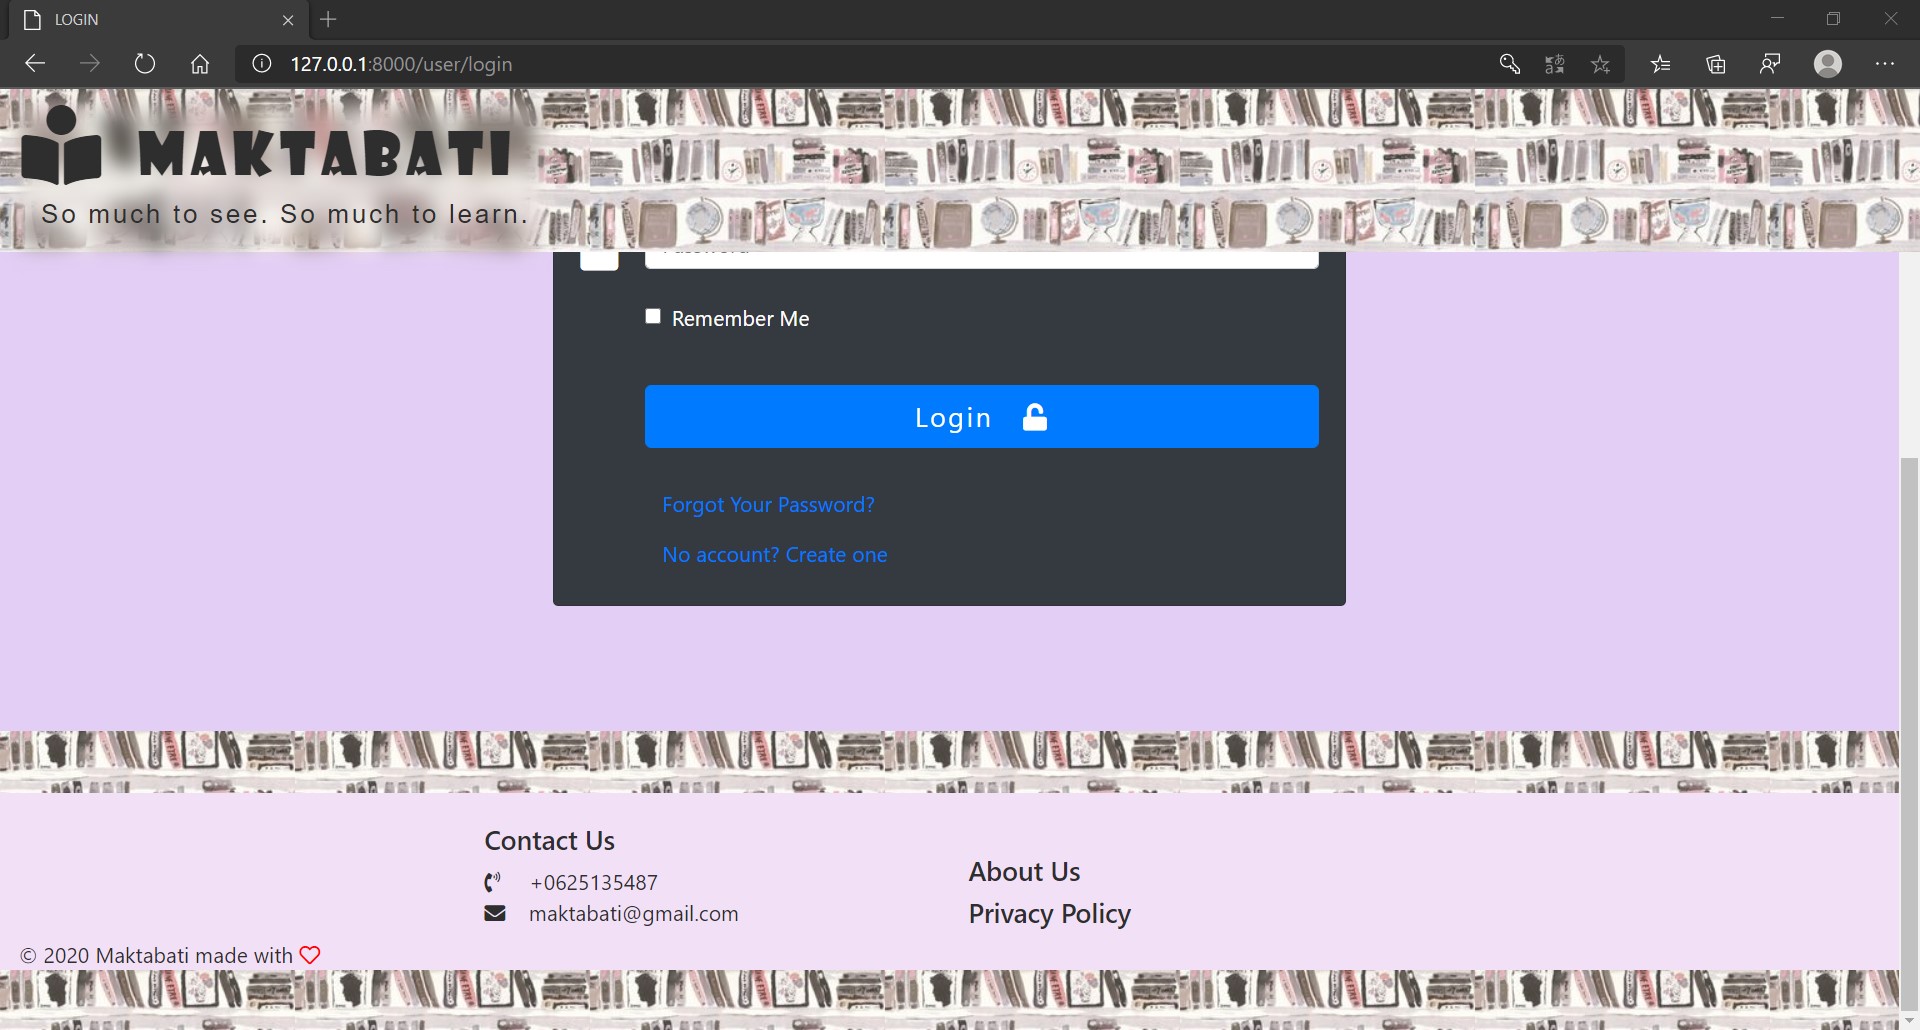 LOGIN
127.0.0.1:8000/user/login
MAKTABATI
So much to see. So much to learn.
Remember Me
Login
Forgot Your Password?
No account? Create one
Contact Us
+0625135487
maktabati@gmail.com
About Us
Privacy Policy
© 2020 Maktabati made with